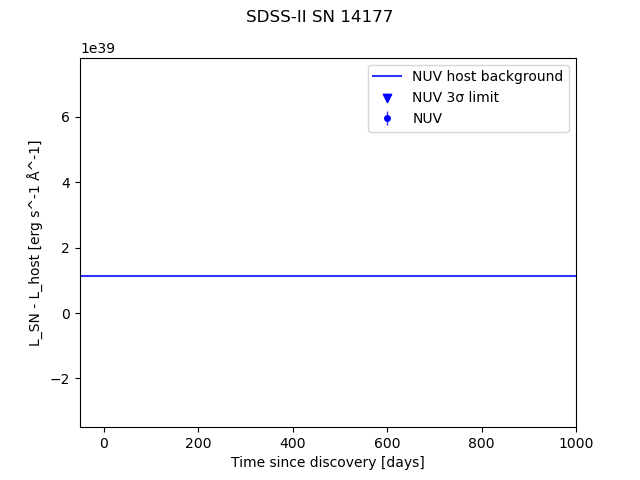 SDSS-II SN 14177
1e39
NUV host background
NUV 3σ limit
NUV
6
4
2
0
−2
L_SN - L_host [erg s^-1 Å^-1]
0 200 400 600 800 1000
Time since discovery [days]